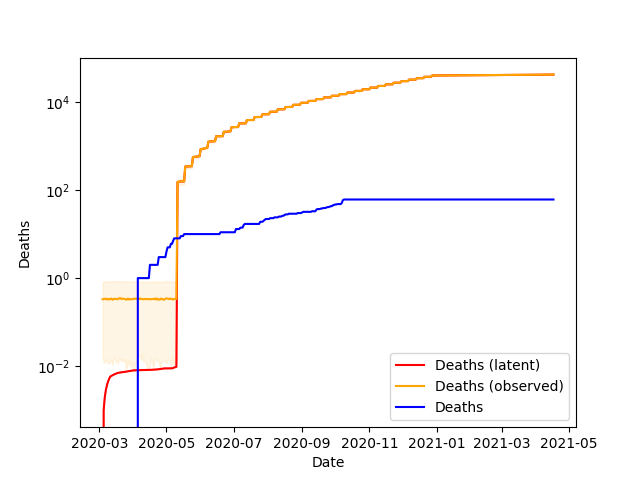 Deaths
10^4
10^2
10^0
10^-2
Deaths (latent)
Deaths (observed)
Deaths
2020-03 2020-05 2020-07 2020-09 2020-11 2021-01 2021-03 2021-05
Date